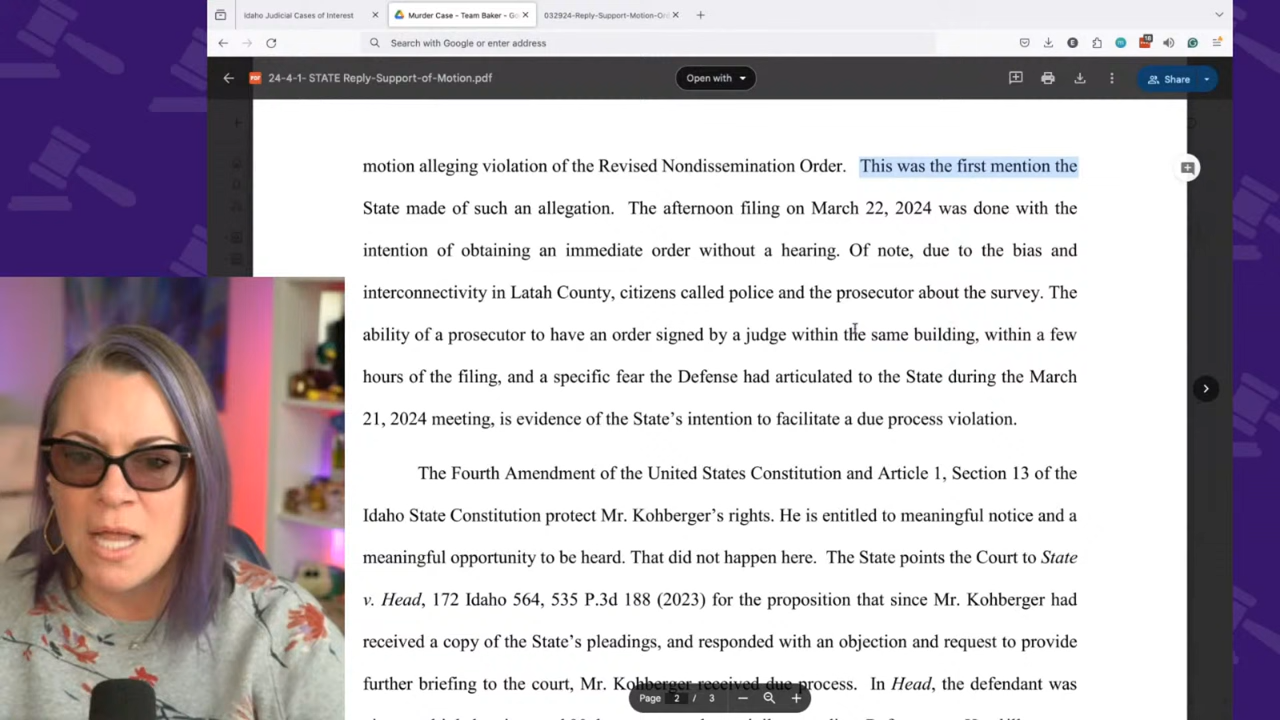 Idaho Judicial Cases of Interest
Murder Case - Team Baker - Go
032924-Reply-Support-Motion-Ord
Search with Google or enter address
24-4-1- STATE Reply-Support-of-Motion.pdf
Open with
Share
motion alleging violation of the Revised Nondissemination Order. This was the first mention the
State made of such an allegation. The afternoon filing on March 22, 2024 was done with the
intention of obtaining an immediate order without a hearing. Of note, due to the bias and
interconnectivity in Latah County, citizens called police and the prosecutor about the survey. The
ability of a prosecutor to have an order signed by a judge within the same building, within a few
hours of the filing, and a specific fear the Defense had articulated to the State during the March
21, 2024 meeting, is evidence of the State's intention to facilitate a due process violation.
The Fourth Amendment of the United States Constitution and Article 1, Section 13 of the
Idaho State Constitution protect Mr. Kohberger's rights. He is entitled to meaningful notice and a
meaningful opportunity to be heard. That did not happen here. The State points the Court to State
v. Head, 172 Idaho 564, 535 P.3d 188 (2023) for the proposition that since Mr. Kohberger had
received a copy of the State's pleadings, and responded with an objection and request to provide
further briefing to the court, Mr. Kohberger received due process. In Head, the defendant was
Page 2 / 3